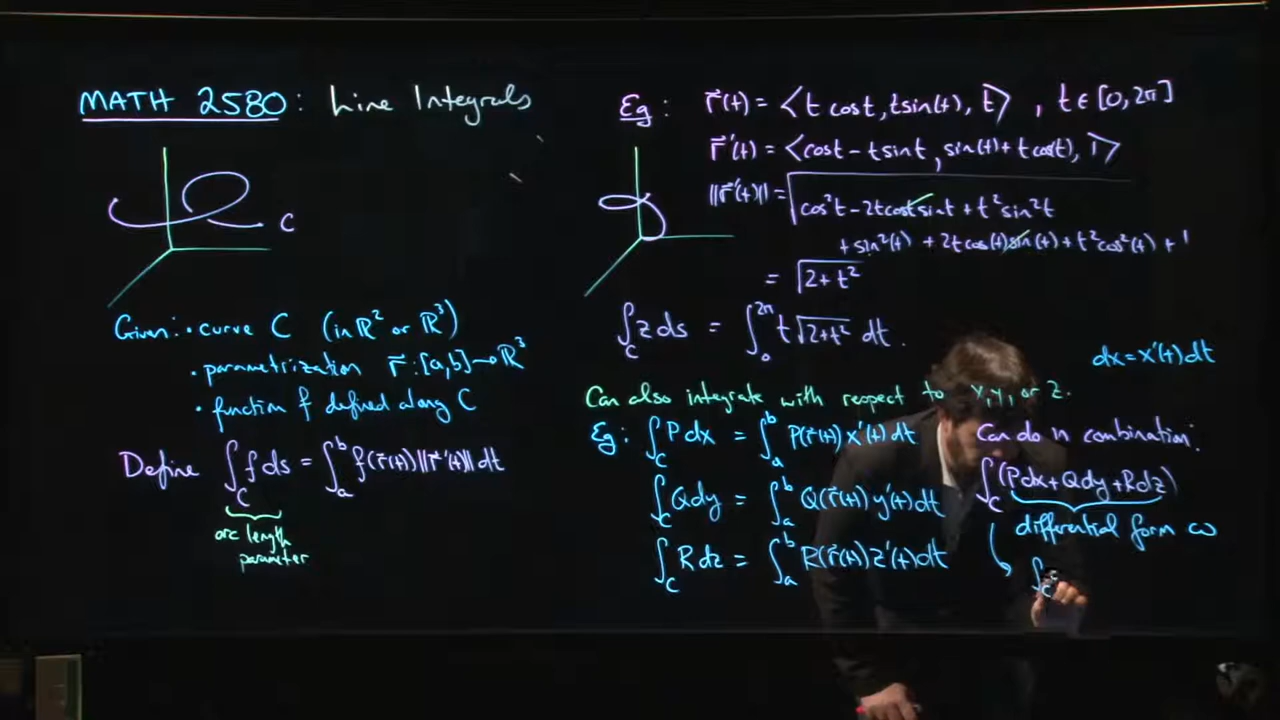 MATH 2580: Line Integrals
C
Given: • curve C (in ℝ² or ℝ³)
• parametrization r⃗: [a,b] → ℝ³
• function f defined along C
Define ∫_C f ds = ∫_a^b f(r⃗(t)) ||r⃗'(t)|| dt
arc length
parameter
Eg: r⃗(t) = ⟨t cos t, t sin(t), t⟩, t ∈ [0, 2π]
r⃗'(t) = ⟨cos t − t sin t, sin(t) + t cos(t), 1⟩
||r⃗'(t)|| = √cos²t − 2t cos t sin t + t² sin²t
+ sin²(t) + 2t cos(t) sin(t) + t² cos²(t) + 1
= √2 + t²
∫_C z ds = ∫_0^{2π} t √2+t² dt.
dx = x'(t) dt
Can also integrate with respect to x, y, or z.
Eg: ∫_C P dx = ∫_a^b P(r⃗(t)) x'(t) dt
∫_C Q dy = ∫_a^b Q(r⃗(t)) y'(t) dt
∫_C R dz = ∫_a^b R(r⃗(t)) z'(t) dt
Can do in combination:
∫_C (P dx + Q dy + R dz)
differential form ω
∫_C